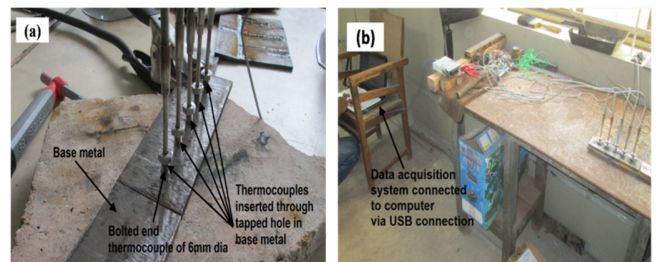 (a)
Base metal
Bolted end
thermocouple of 6mm dia
Thermocouples
inserted through
tapped hole in
base metal
(b)
Data acquisition
system connected
to computer
via USB connection